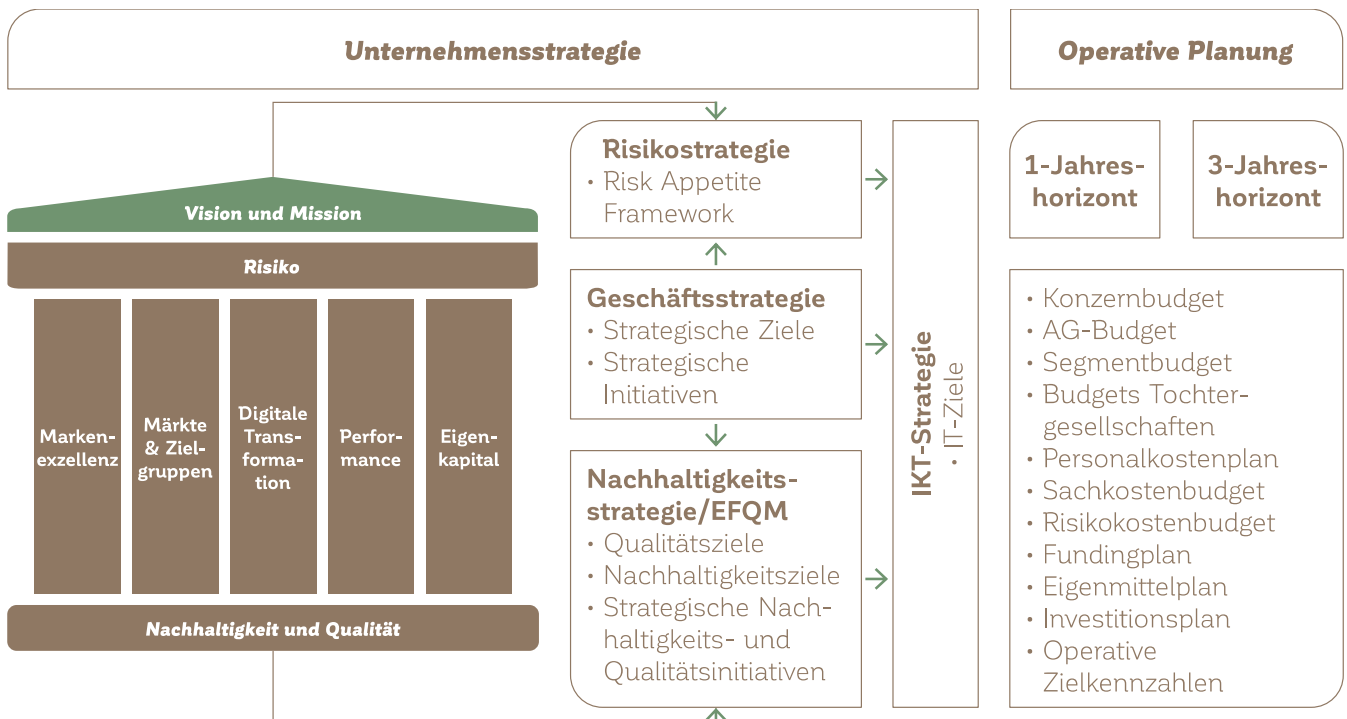 Unternehmensstrategie
Operative Planung
Vision und Mission
Risiko
Marken-
exzellenz
Märkte
& Ziel-
gruppen
Digitale
Trans-
forma-
tion
Perfor-
mance
Eigen-
kapital
Nachhaltigkeit und Qualität
Risikostrategie
· Risk Appetite
Framework
Geschäftsstrategie
· Strategische Ziele
· Strategische
Initiativen
Nachhaltigkeits-
strategie/EFQM
· Qualitätsziele
· Nachhaltigkeitsziele
· Strategische Nach-
haltigkeits- und
Qualitätsinitiativen
IKT-Strategie
· IT-Ziele
1-Jahres-
horizont
3-Jahres-
horizont
· Konzernbudget
· AG-Budget
· Segmentbudget
· Budgets Tochter-
gesellschaften
· Personalkostenplan
· Sachkostenbudget
· Risikokostenbudget
· Fundingplan
· Eigenmittelplan
· Investitionsplan
· Operative
Zielkennzahlen